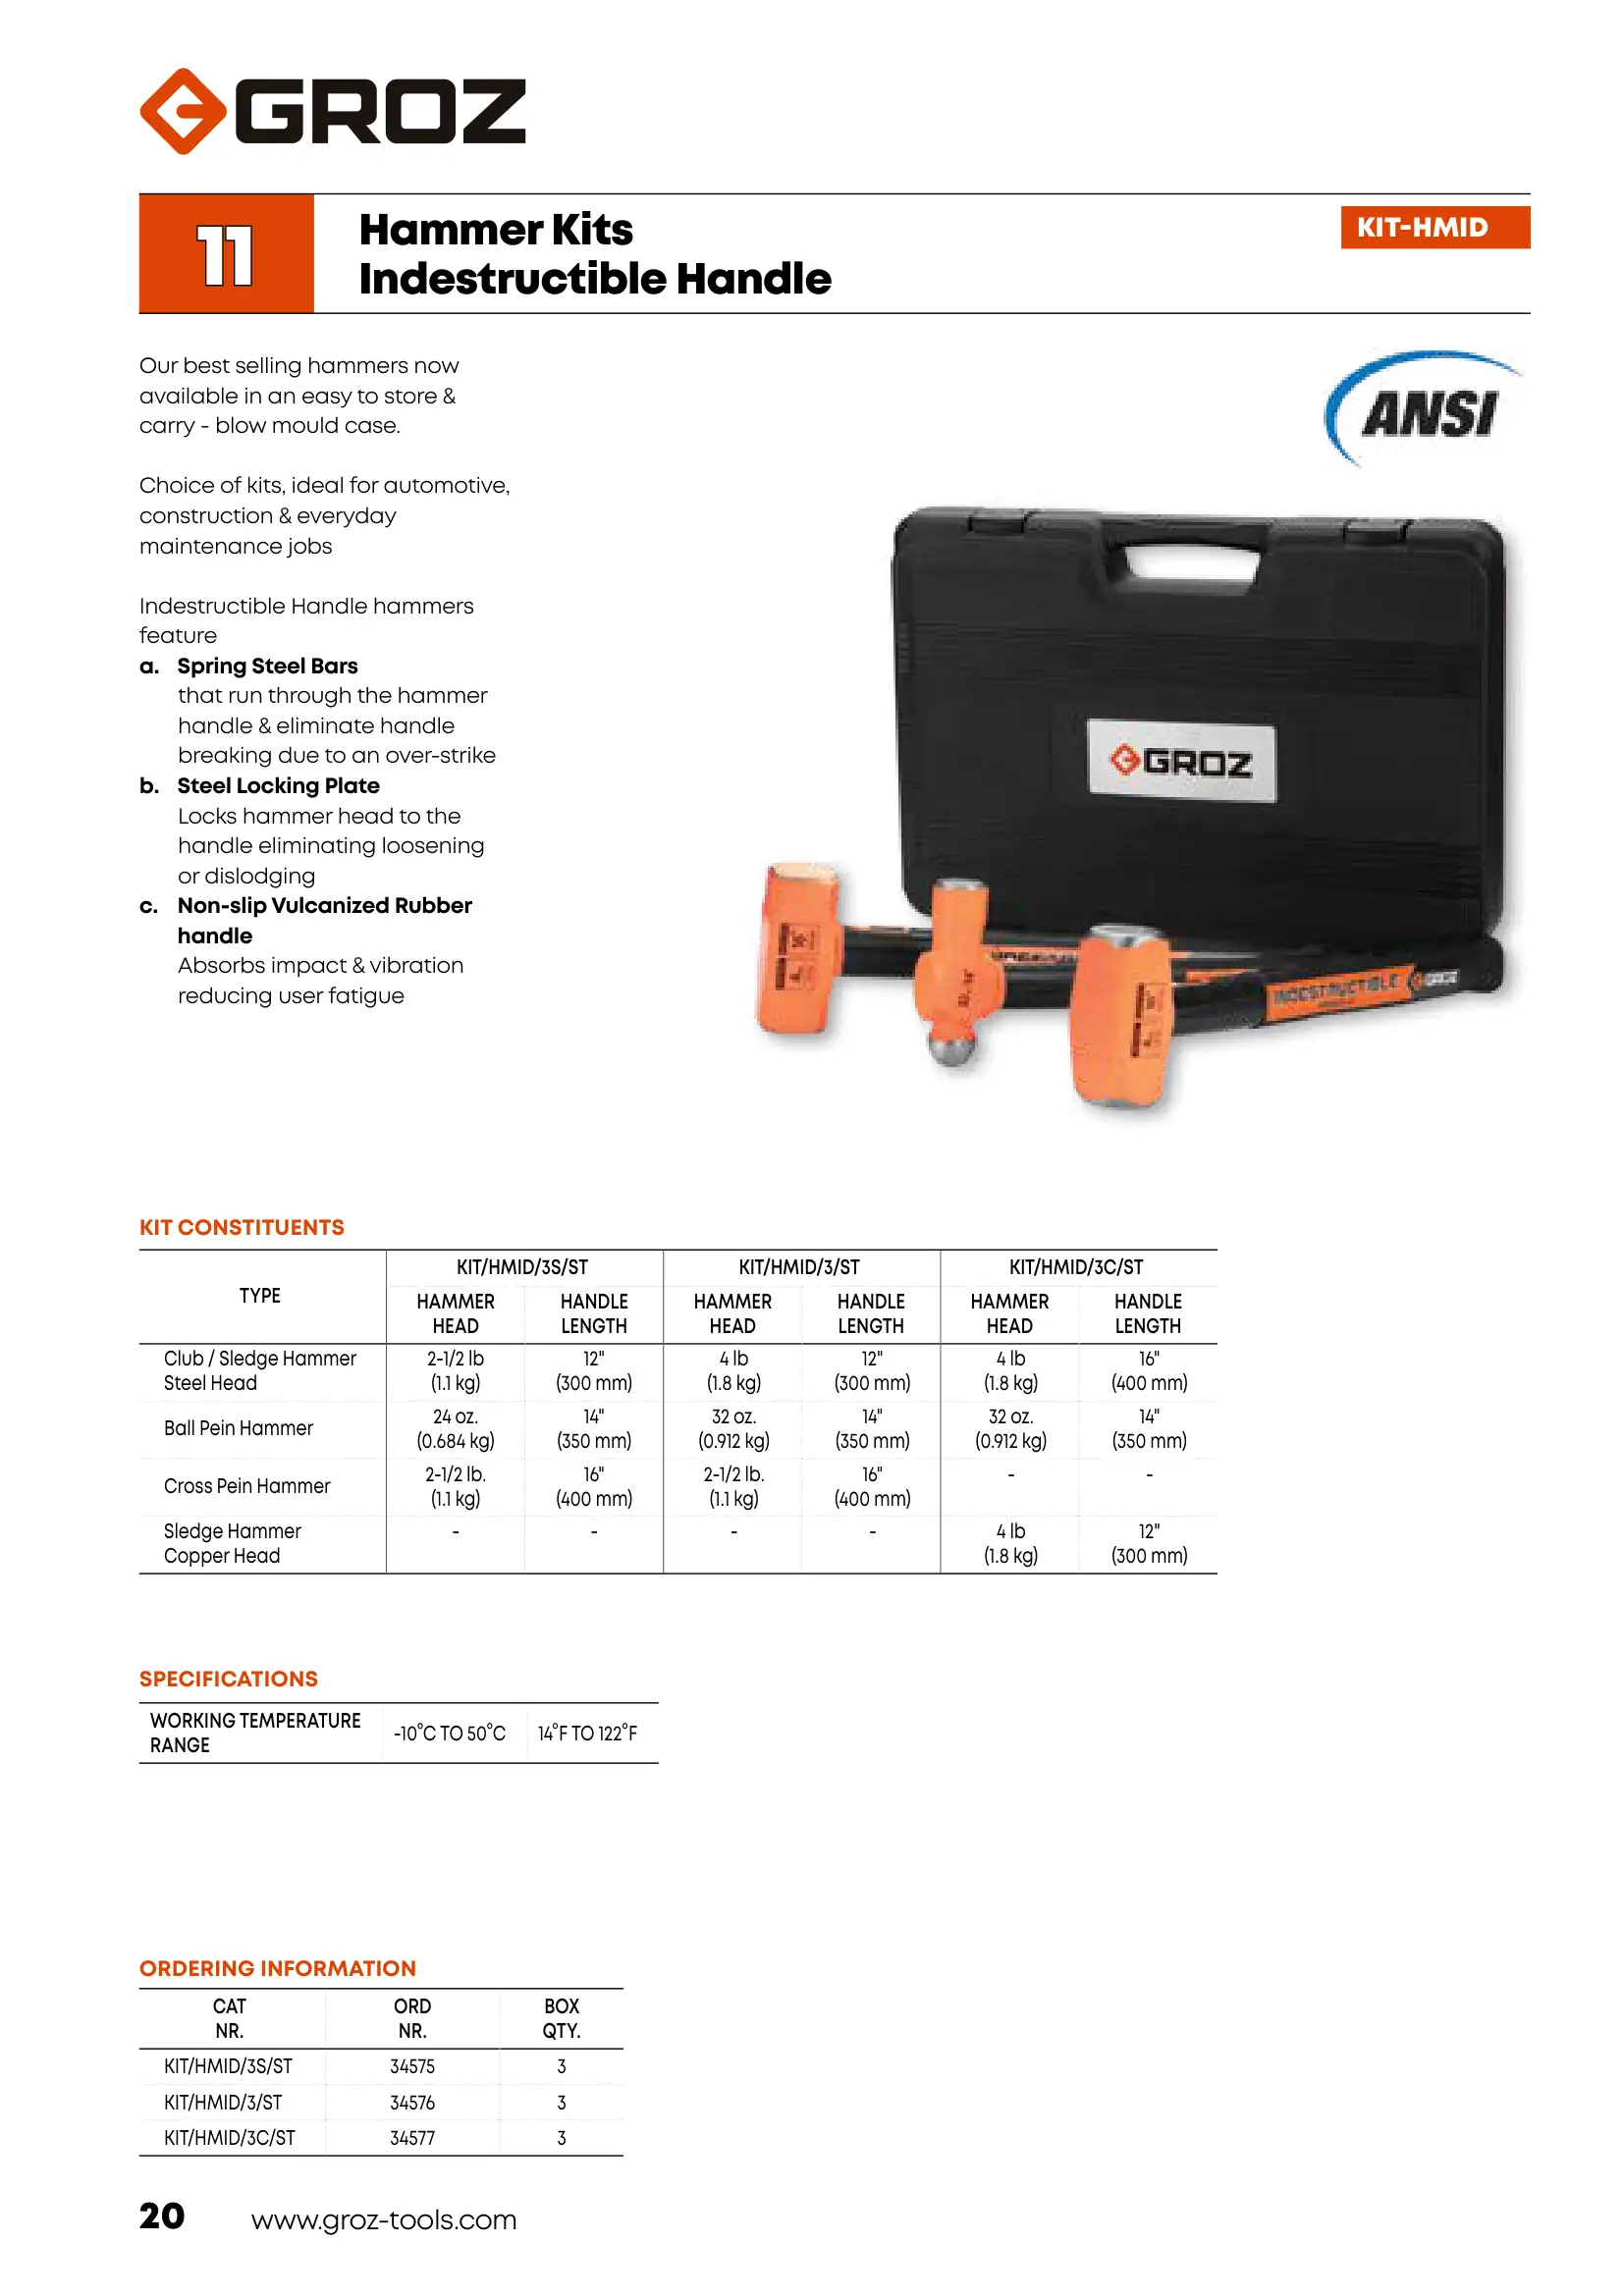 GROZ
11
Hammer Kits
Indestructible Handle
KIT-HMID
Our best selling hammers now
available in an easy to store &
carry - blow mould case.
Choice of kits, ideal for automotive,
construction & everyday
maintenance jobs
Indestructible Handle hammers
feature
a. Spring Steel Bars
that run through the hammer
handle & eliminate handle
breaking due to an over-strike
b. Steel Locking Plate
Locks hammer head to the
handle eliminating loosening
or dislodging
c. Non-slip Vulcanized Rubber
handle
Absorbs impact & vibration
reducing user fatigue
ANSI
GROZ
INDESTRUCTIBLE GROZ
KIT CONSTITUENTS
TYPE KIT/HMID/3S/ST KIT/HMID/3/ST KIT/HMID/3C/ST
HAMMER HANDLE HAMMER HANDLE HAMMER HANDLE
HEAD LENGTH HEAD LENGTH HEAD LENGTH
Club / Sledge Hammer 2-1/2 lb 12" 4 lb 12" 4 lb 16"
Steel Head (1.1 kg) (300 mm) (1.8 kg) (300 mm) (1.8 kg) (400 mm)
Ball Pein Hammer 24 oz. 14" 32 oz. 14" 32 oz. 14"
(0.684 kg) (350 mm) (0.912 kg) (350 mm) (0.912 kg) (350 mm)
Cross Pein Hammer 2-1/2 lb. 16" 2-1/2 lb. 16" - -
(1.1 kg) (400 mm) (1.1 kg) (400 mm)
Sledge Hammer - - - - 4 lb 12"
Copper Head (1.8 kg) (300 mm)
SPECIFICATIONS
WORKING TEMPERATURE -10°C TO 50°C 14°F TO 122°F
RANGE
ORDERING INFORMATION
CAT ORD BOX
NR. NR. QTY.
KIT/HMID/3S/ST 34575 3
KIT/HMID/3/ST 34576 3
KIT/HMID/3C/ST 34577 3
20 www.groz-tools.com